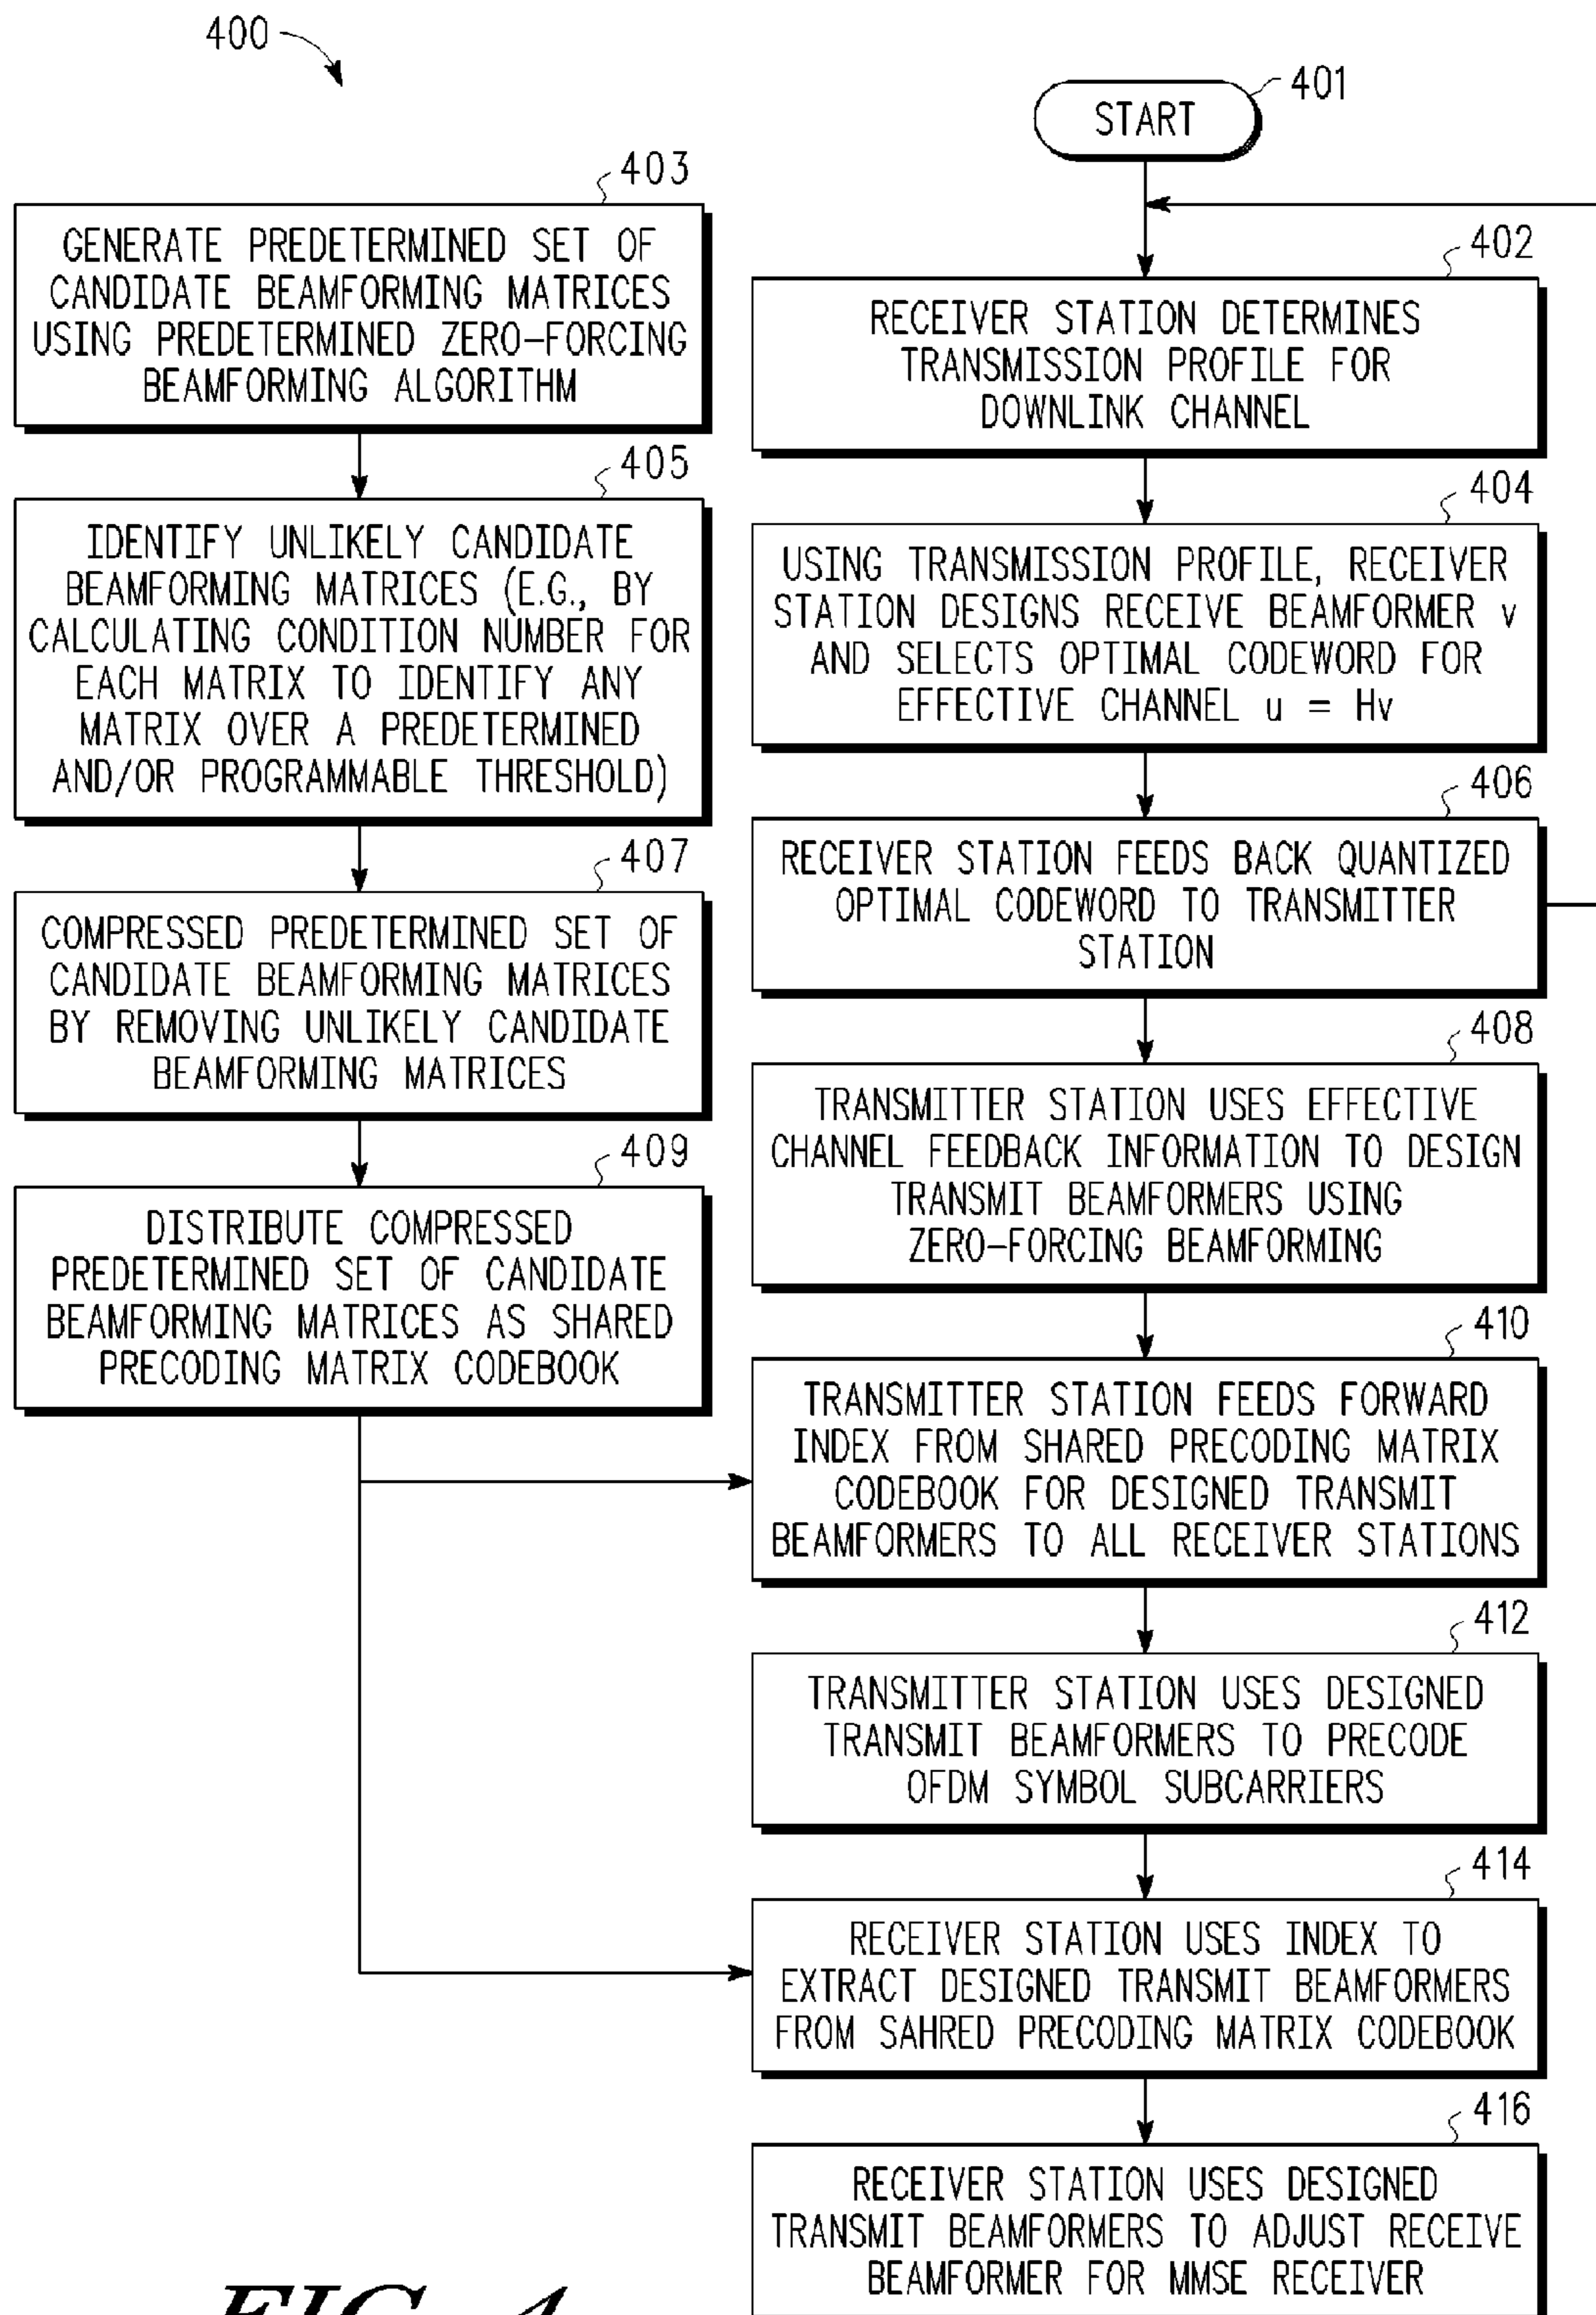 400
403
GENERATE PREDETERMINED SET OF
CANDIDATE BEAMFORMING MATRICES
USING PREDETERMINED ZERO-FORCING
BEAMFORMING ALGORITHM
405
IDENTIFY UNLIKELY CANDIDATE
BEAMFORMING MATRICES (E.G., BY
CALCULATING CONDITION NUMBER FOR
EACH MATRIX TO IDENTIFY ANY
MATRIX OVER A PREDETERMINED
AND/OR PROGRAMMABLE THRESHOLD)
407
COMPRESSED PREDETERMINED SET OF
CANDIDATE BEAMFORMING MATRICES
BY REMOVING UNLIKELY CANDIDATE
BEAMFORMING MATRICES
409
DISTRIBUTE COMPRESSED
PREDETERMINED SET OF CANDIDATE
BEAMFORMING MATRICES AS SHARED
PRECODING MATRIX CODEBOOK
401
START
402
RECEIVER STATION DETERMINES
TRANSMISSION PROFILE FOR
DOWNLINK CHANNEL
404
USING TRANSMISSION PROFILE, RECEIVER
STATION DESIGNS RECEIVE BEAMFORMER v
AND SELECTS OPTIMAL CODEWORD FOR
EFFECTIVE CHANNEL u = Hv
406
RECEIVER STATION FEEDS BACK QUANTIZED
OPTIMAL CODEWORD TO TRANSMITTER
STATION
408
TRANSMITTER STATION USES EFFECTIVE
CHANNEL FEEDBACK INFORMATION TO DESIGN
TRANSMIT BEAMFORMERS USING
ZERO-FORCING BEAMFORMING
410
TRANSMITTER STATION FEEDS FORWARD
INDEX FROM SHARED PRECODING MATRIX
CODEBOOK FOR DESIGNED TRANSMIT
BEAMFORMERS TO ALL RECEIVER STATIONS
412
TRANSMITTER STATION USES DESIGNED
TRANSMIT BEAMFORMERS TO PRECODE
OFDM SYMBOL SUBCARRIERS
414
RECEIVER STATION USES INDEX TO
EXTRACT DESIGNED TRANSMIT BEAMFORMERS
FROM SAHRED PRECODING MATRIX CODEBOOK
416
RECEIVER STATION USES DESIGNED
TRANSMIT BEAMFORMERS TO ADJUST RECEIVE
BEAMFORMER FOR MMSE RECEIVER
FIG. 4